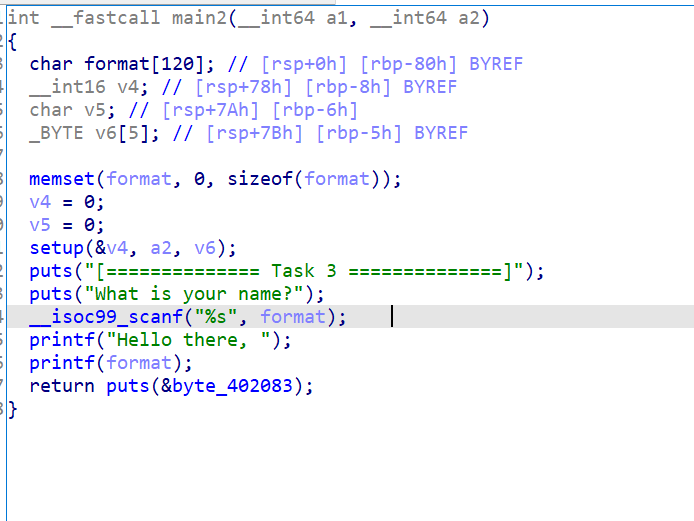 int __fastcall main2(__int64 a1, __int64 a2)
{
char format[120]; // [rsp+0h] [rbp-80h] BYREF
__int16 v4; // [rsp+78h] [rbp-8h] BYREF
char v5; // [rsp+7Ah] [rbp-6h]
_BYTE v6[5]; // [rsp+7Bh] [rbp-5h] BYREF
memset(format, 0, sizeof(format));
v4 = 0;
v5 = 0;
setup(&v4, a2, v6);
puts("[============== Task 3 ==============]");
puts("What is your name?");
__isoc99_scanf("%s", format);
printf("Hello there, ");
printf(format);
return puts(&byte_402083);
}